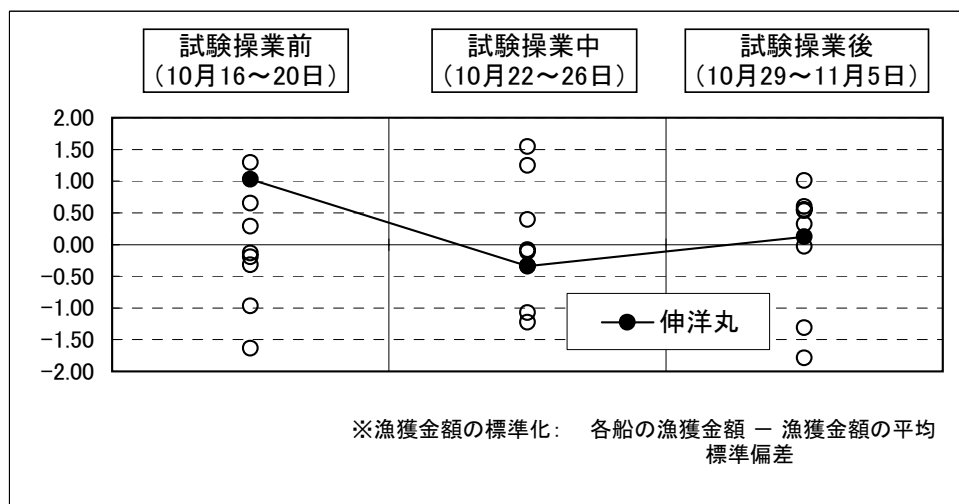 試験操業前
（10月16～20日）
試験操業中
（10月22～26日）
試験操業後
（10月29～11月5日）
2.00
1.50
1.00
0.50
0.00
−0.50
−1.00
−1.50
−2.00
伸洋丸
※漁獲金額の標準化： 各船の漁獲金額 － 漁獲金額の平均
標準偏差